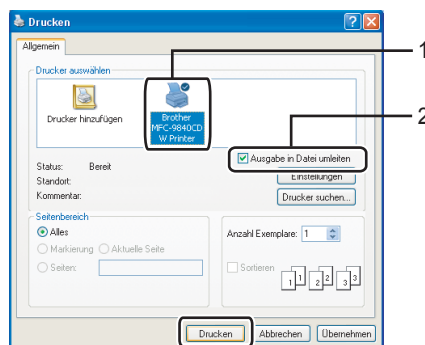 Drucken
Allgemein
Drucker auswählen
Drucker hinzufügen
Brother
MFC-9840CD
W Printer
1
2
Status: Bereit
Standort:
Kommentar:
Ausgabe in Datei umleiten
Einstellungen
Drucker suchen...
Seitenbereich
Alles
Markierung Aktuelle Seite
Seiten:
Anzahl Exemplare: 1
Sortieren
1 1 2 2 3 3
Drucken Abbrechen Übernehmen